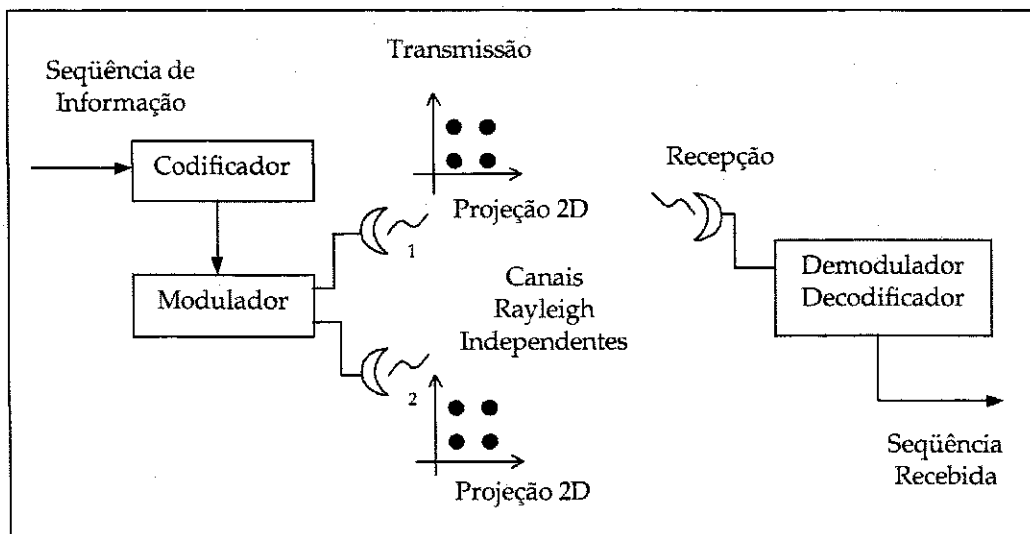 Transmissão
Seqüência de
Informação
Codificador
Projeção 2D
Recepção
1
Modulador
Canais
Rayleigh
Independentes
Demodulador
Decodificador
2
Projeção 2D
Seqüência
Recebida